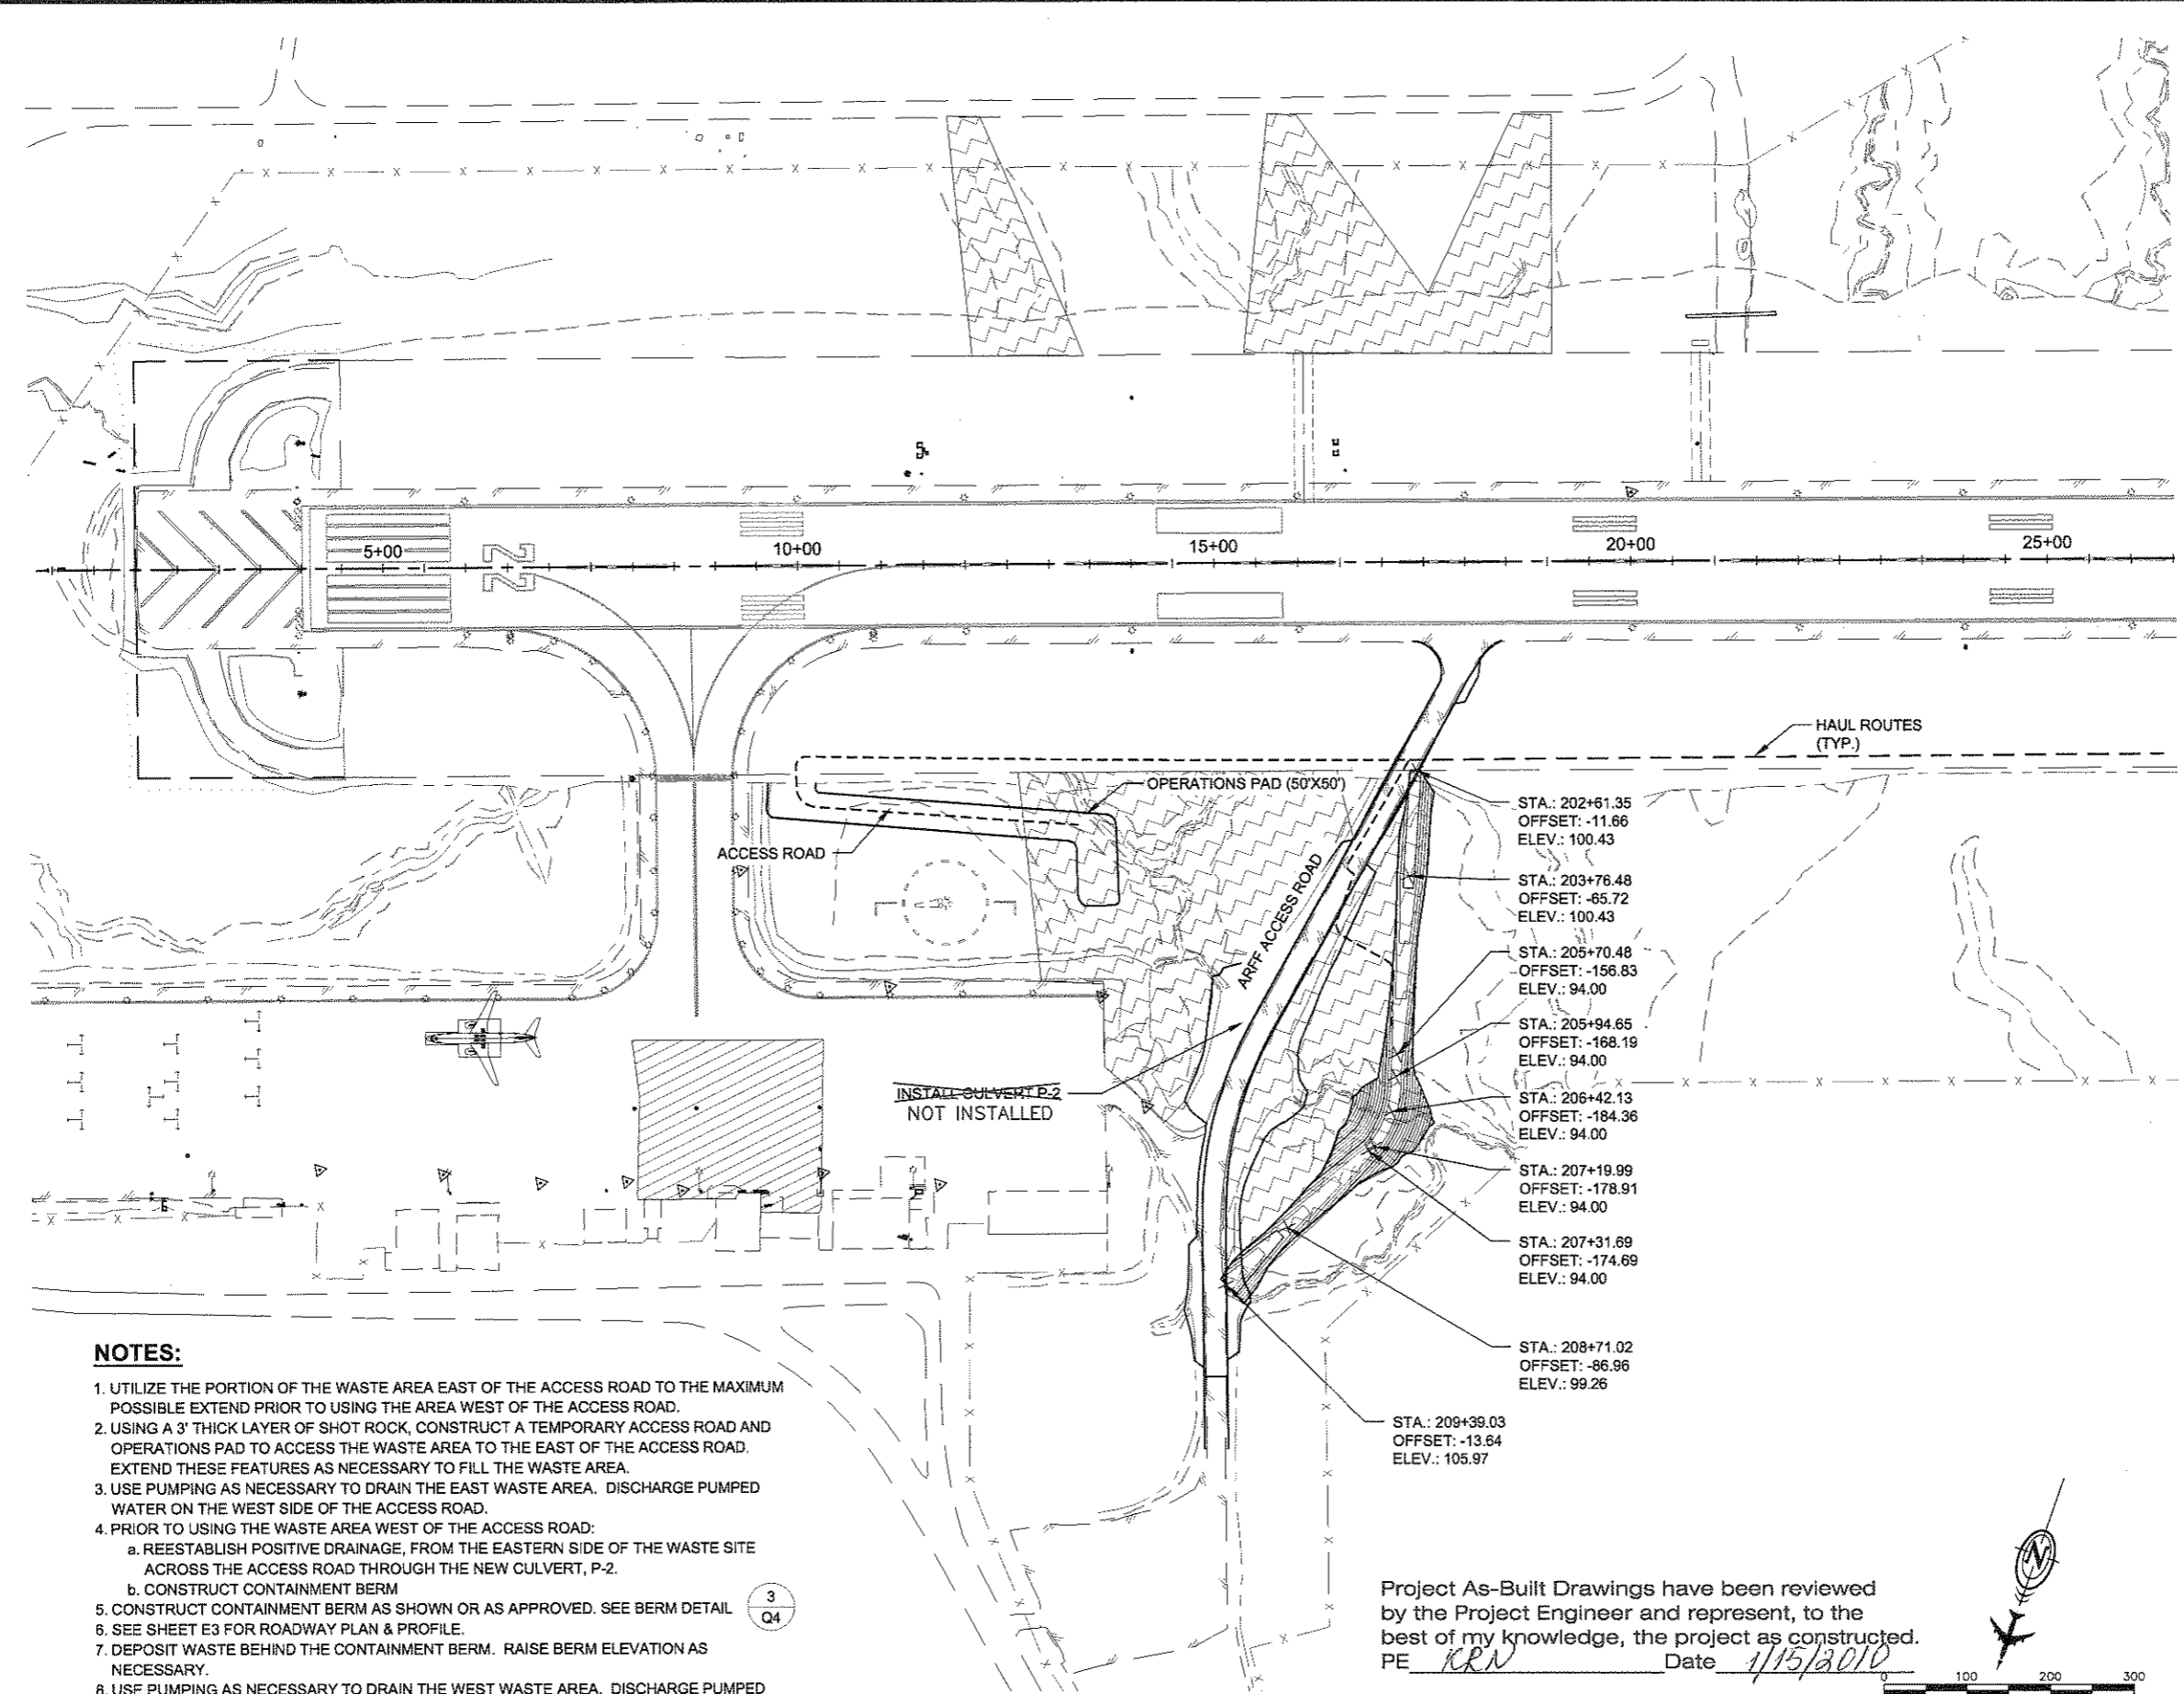 5+00
10+00
15+00
20+00
25+00
2
HAUL ROUTES
(TYP.)
OPERATIONS PAD (50'X50')
ACCESS ROAD
ARFF ACCESS ROAD
INSTALL CULVERT P-2
NOT INSTALLED
STA.: 202+61.35
OFFSET: -11.66
ELEV.: 100.43
STA.: 203+76.48
OFFSET: -65.72
ELEV.: 100.43
STA.: 205+70.48
OFFSET: -156.83
ELEV.: 94.00
STA.: 205+94.65
OFFSET: -168.19
ELEV.: 94.00
STA.: 206+42.13
OFFSET: -184.36
ELEV.: 94.00
STA.: 207+19.99
OFFSET: -178.91
ELEV.: 94.00
STA.: 207+31.69
OFFSET: -174.69
ELEV.: 94.00
STA.: 208+71.02
OFFSET: -86.96
ELEV.: 99.26
STA.: 209+39.03
OFFSET: -13.64
ELEV.: 105.97
NOTES:
1. UTILIZE THE PORTION OF THE WASTE AREA EAST OF THE ACCESS ROAD TO THE MAXIMUM
POSSIBLE EXTEND PRIOR TO USING THE AREA WEST OF THE ACCESS ROAD.
2. USING A 3' THICK LAYER OF SHOT ROCK, CONSTRUCT A TEMPORARY ACCESS ROAD AND
OPERATIONS PAD TO ACCESS THE WASTE AREA TO THE EAST OF THE ACCESS ROAD.
EXTEND THESE FEATURES AS NECESSARY TO FILL THE WASTE AREA.
3. USE PUMPING AS NECESSARY TO DRAIN THE EAST WASTE AREA. DISCHARGE PUMPED
WATER ON THE WEST SIDE OF THE ACCESS ROAD.
4. PRIOR TO USING THE WASTE AREA WEST OF THE ACCESS ROAD:
a. REESTABLISH POSITIVE DRAINAGE, FROM THE EASTERN SIDE OF THE WASTE SITE
ACROSS THE ACCESS ROAD THROUGH THE NEW CULVERT, P-2.
b. CONSTRUCT CONTAINMENT BERM
5. CONSTRUCT CONTAINMENT BERM AS SHOWN OR AS APPROVED. SEE BERM DETAIL
3
Q4
6. SEE SHEET E3 FOR ROADWAY PLAN & PROFILE.
7. DEPOSIT WASTE BEHIND THE CONTAINMENT BERM. RAISE BERM ELEVATION AS
NECESSARY.
8. USE PUMPING AS NECESSARY TO DRAIN THE WEST WASTE AREA. DISCHARGE PUMPED
Project As-Built Drawings have been reviewed
by the Project Engineer and represent, to the
best of my knowledge, the project as constructed.
PE KRN Date 1/15/2010
N
0 100 200 300